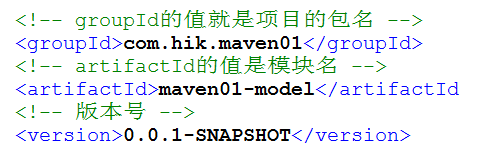 <!-- groupId的值就是项目的包名 -->
<groupId>com.hik.maven01</groupId>
<!-- artifactId的值是模块名 -->
<artifactId>maven01-model</artifactId
<!-- 版本号 -->
<version>0.0.1-SNAPSHOT</version>